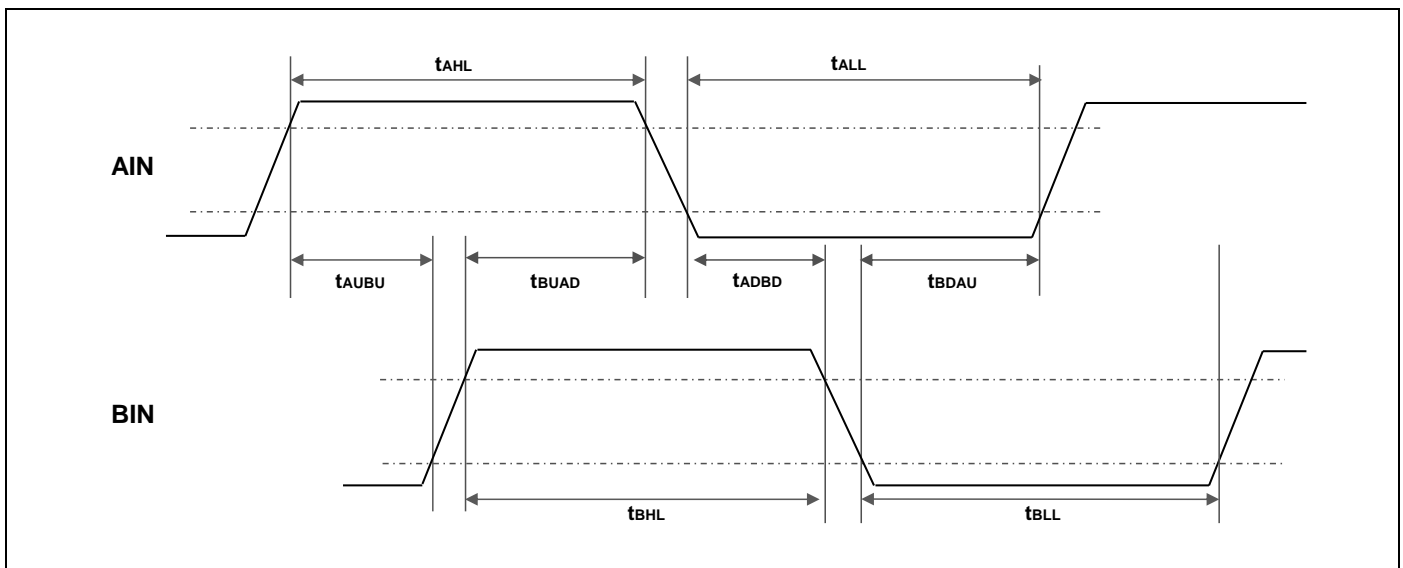 tAHL
tALL
AIN
tAUBU
tBUAD
tADBD
tBDAU
BIN
tBHL
tBLL